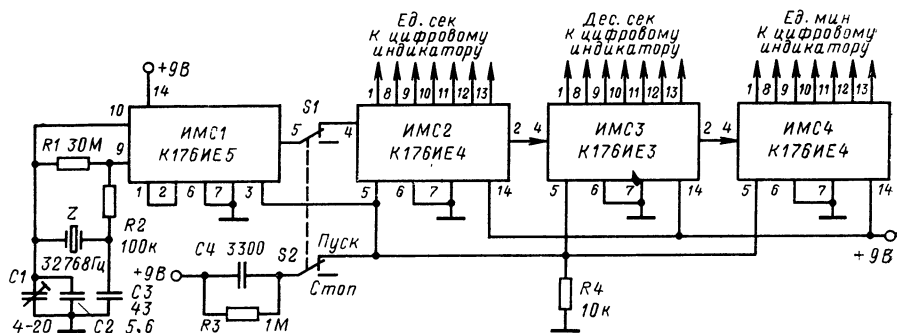 Ед. сек
К цифровому
индикатору
Дес. сек
К цифровому
индикатору
Ед. мин
К цифровому
индикатору
+9В
14
1 8 9 10 11 12 13
1 8 9 10 11 12 13
1 8 9 10 11 12 13
10
S1
ИМС1
К176ИЕ5
5
4
ИМС2
К176ИЕ4
2 4
ИМС3
К176ИЕ3
2 4
ИМС4
К176ИЕ4
R1 30М
9
1 2 6 7 3
5 6 7 14
5 6 7 14
5 6 7 14
R2
100к
Z
32768Гц
C4 3300
S2
Пуск
Стоп
+9В
+9В
C1
4-20
C2
5,6
C3
43
R3
1М
R4
10к